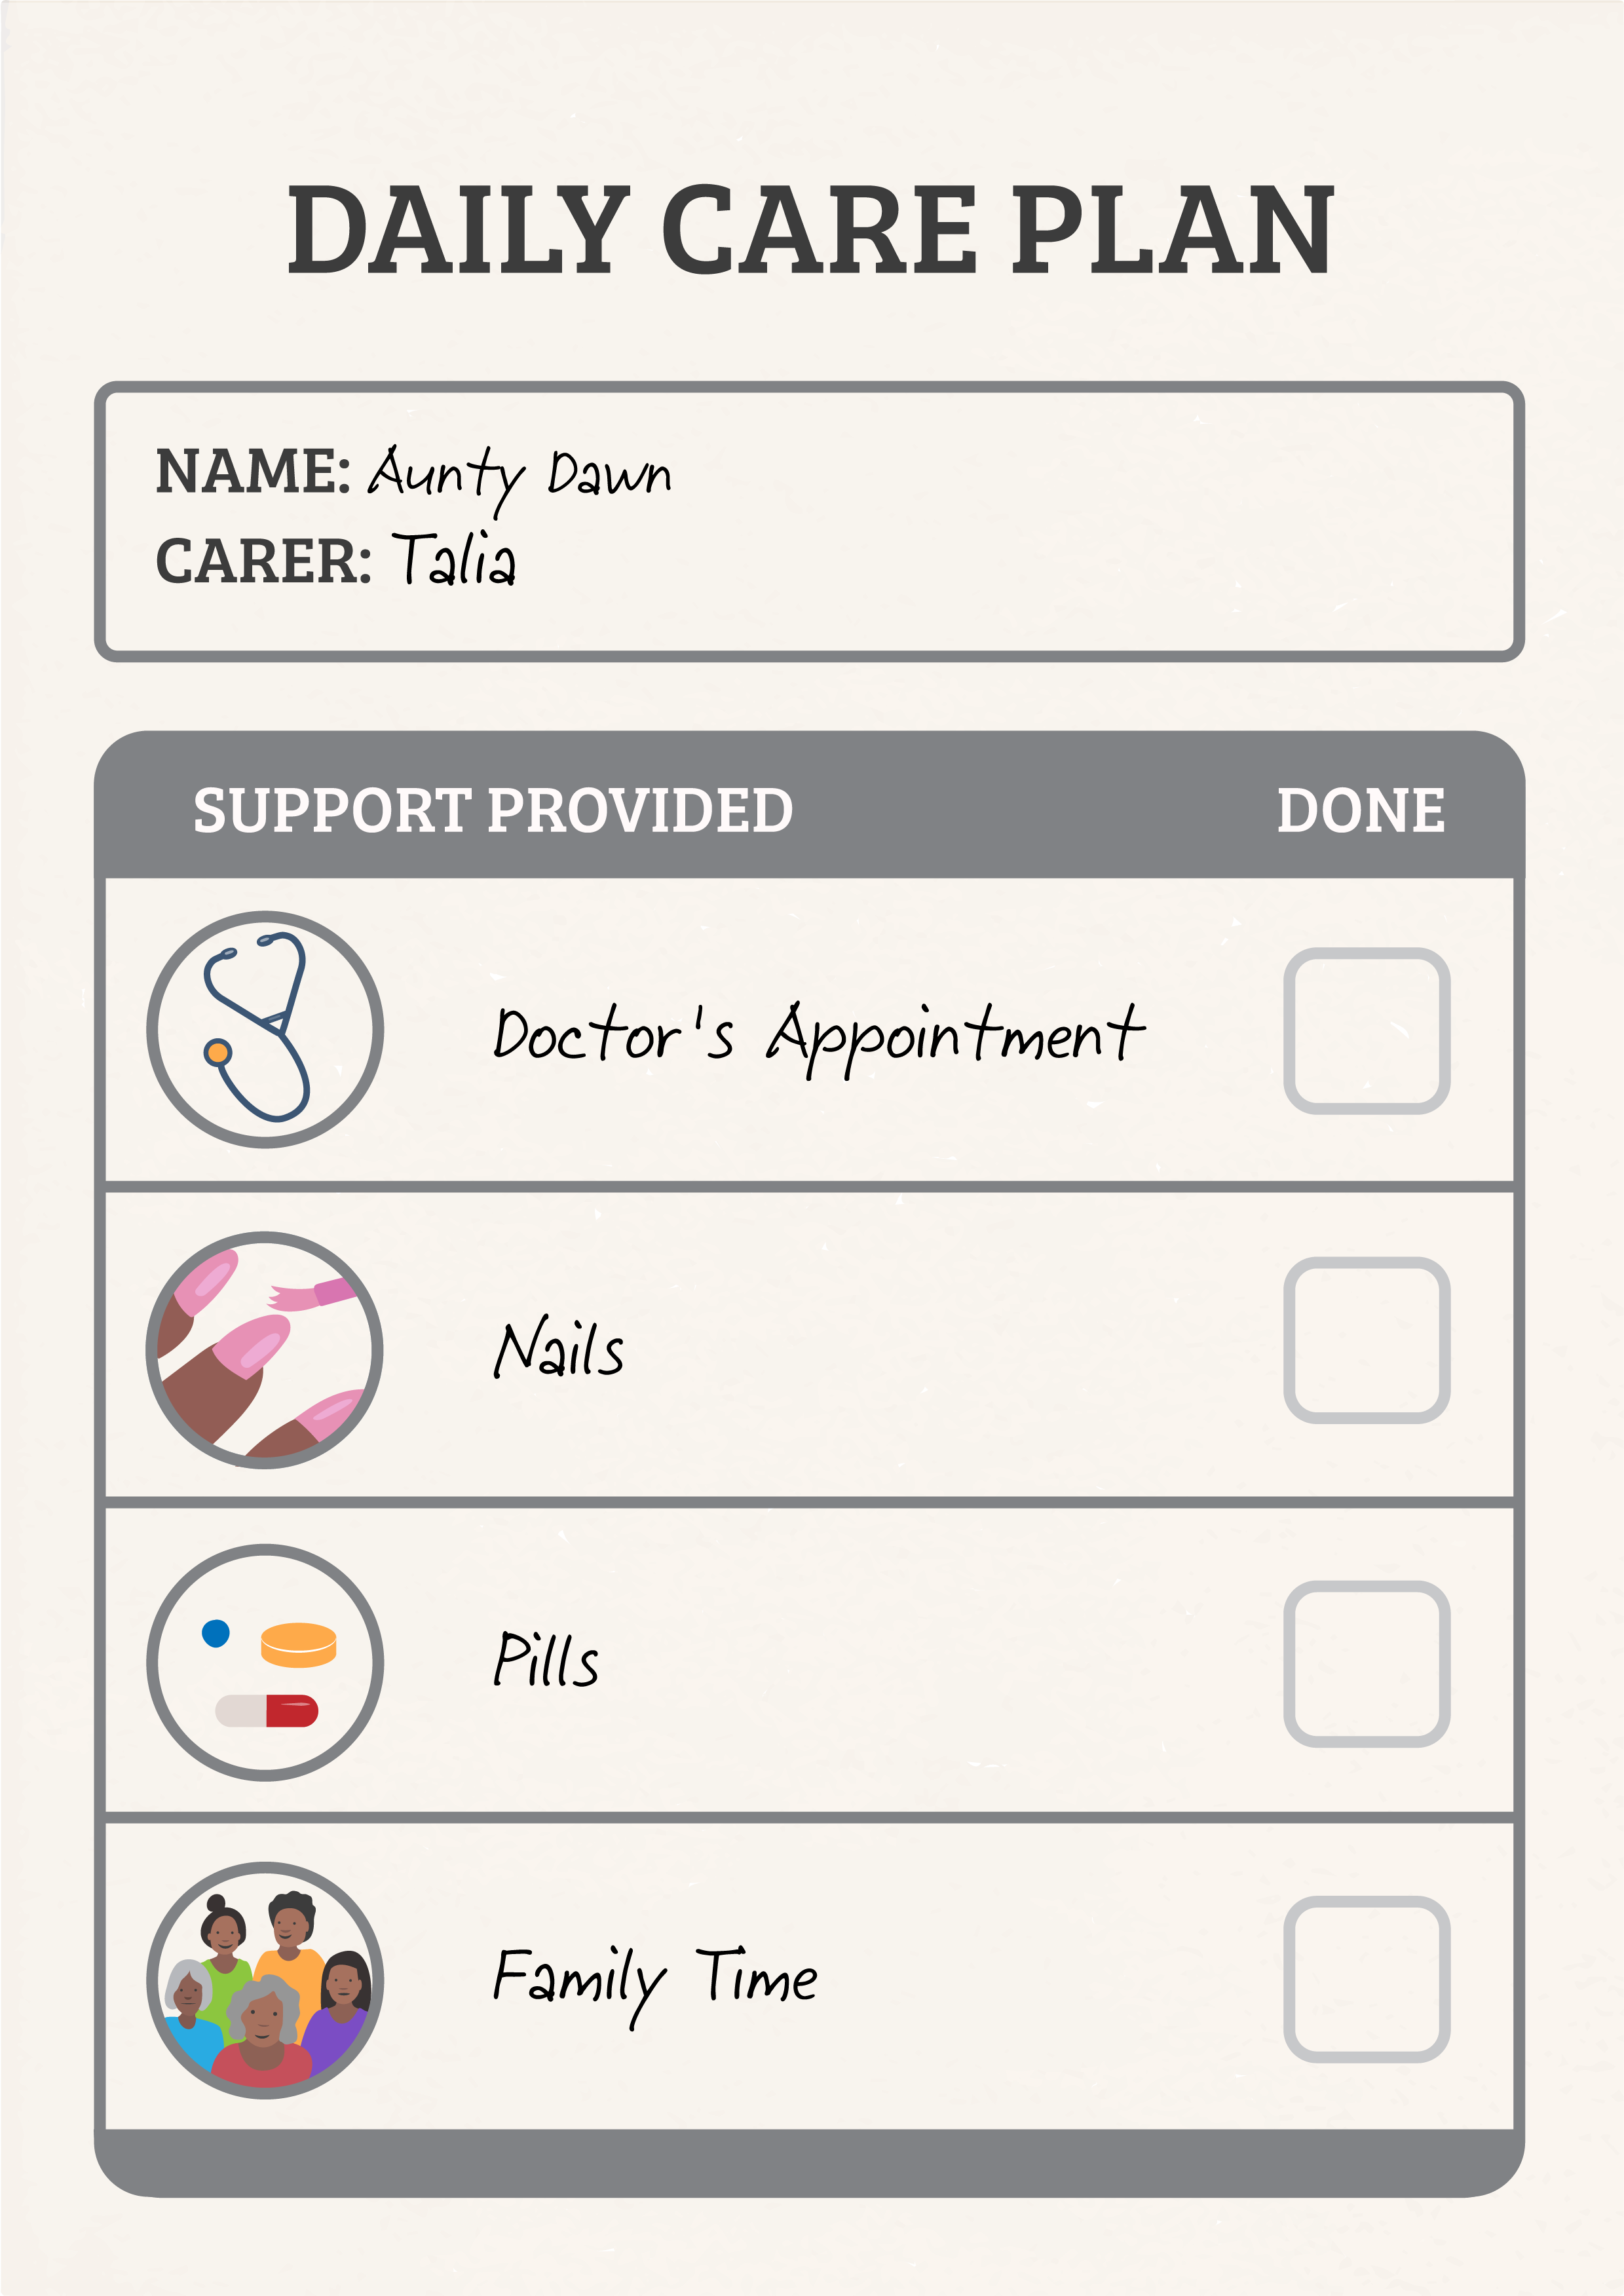 DAILY CARE PLAN
NAME: Aunty Dawn
CARER: Talia
SUPPORT PROVIDED DONE
Doctor's Appointment
Nails
Pills
Family Time